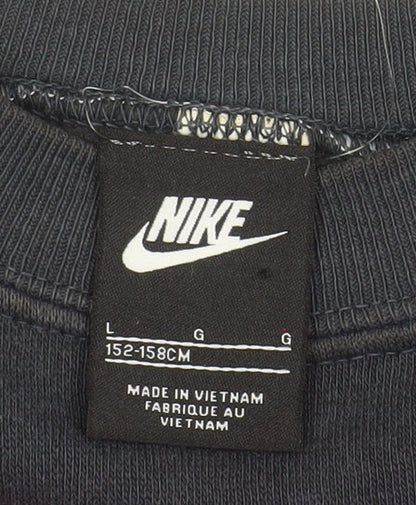 NIKE
L G G
152-158CM
MADE IN VIETNAM
FABRIQUE AU
VIETNAM